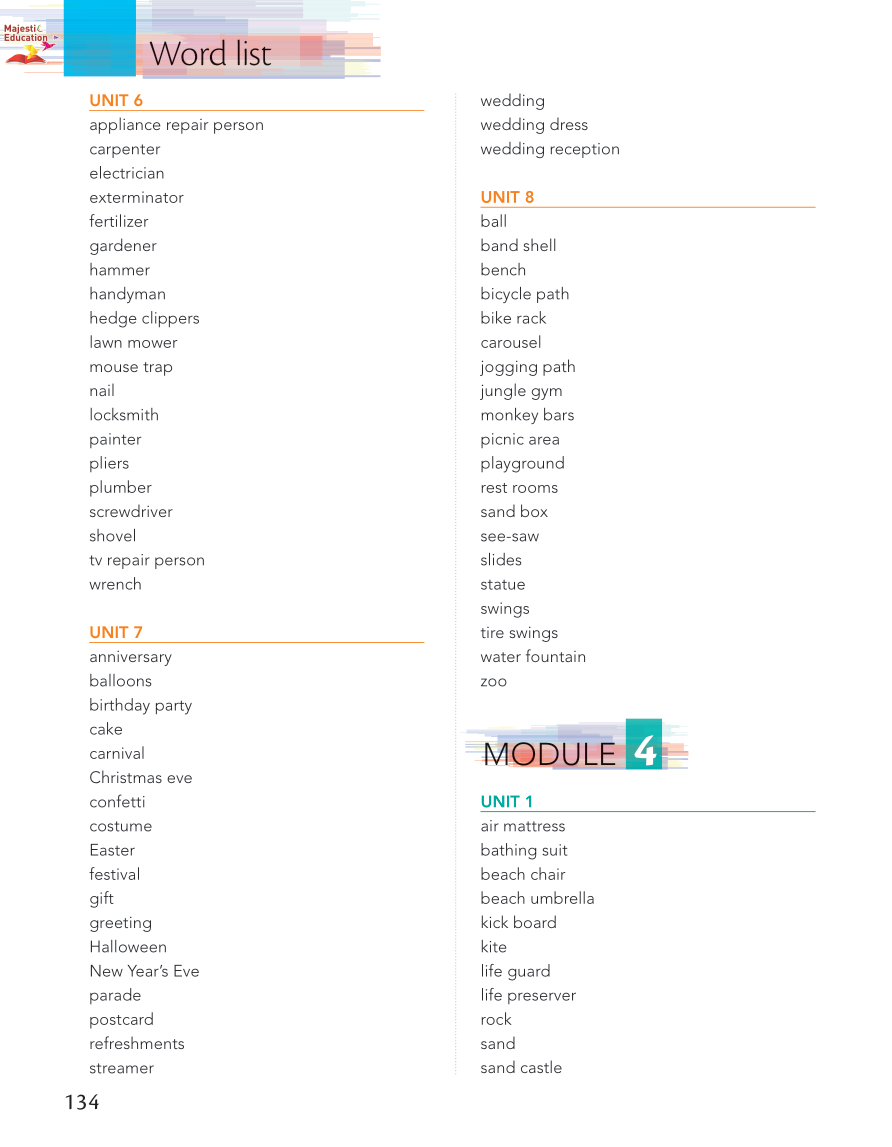 Majestic
Education
Word list
UNIT 6
appliance repair person
carpenter
electrician
exterminator
fertilizer
gardener
hammer
handyman
hedge clippers
lawn mower
mouse trap
nail
locksmith
painter
pliers
plumber
screwdriver
shovel
tv repair person
wrench
UNIT 7
anniversary
balloons
birthday party
cake
carnival
Christmas eve
confetti
costume
Easter
festival
gift
greeting
Halloween
New Year’s Eve
parade
postcard
refreshments
streamer
wedding
wedding dress
wedding reception
UNIT 8
ball
band shell
bench
bicycle path
bike rack
carousel
jogging path
jungle gym
monkey bars
picnic area
playground
rest rooms
sand box
see-saw
slides
statue
swings
tire swings
water fountain
zoo
MODULE 4
UNIT 1
air mattress
bathing suit
beach chair
beach umbrella
kick board
kite
life guard
life preserver
rock
sand
sand castle
134